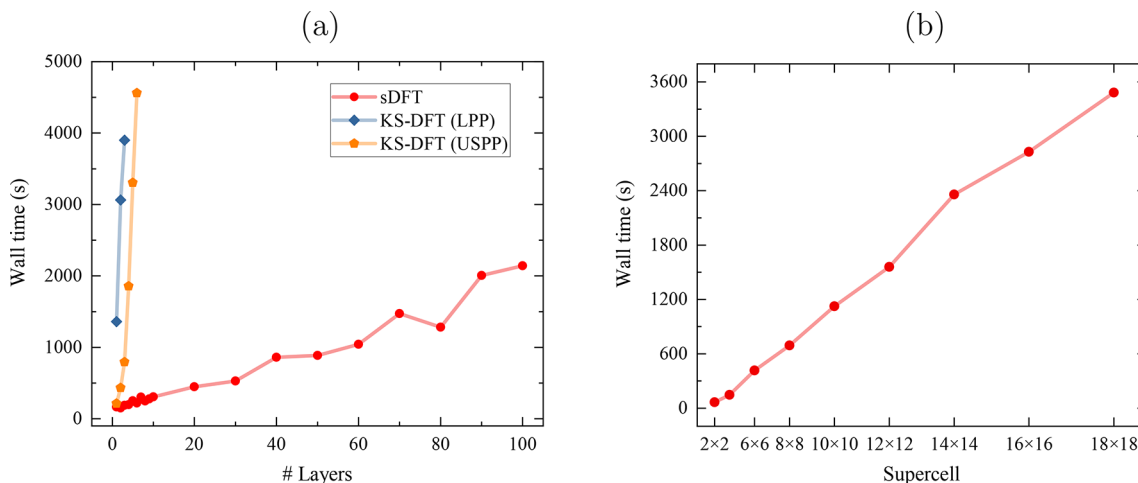 (a)
5000
4000
3000
2000
1000
0
Wall time (s)
sDFT
KS-DFT (LPP)
KS-DFT (USPP)
0 20 40 60 80 100
# Layers
(b)
3600
3000
2400
1800
1200
600
0
Wall time (s)
2×2 6×6 8×8 10×10 12×12 14×14 16×16 18×18
Supercell